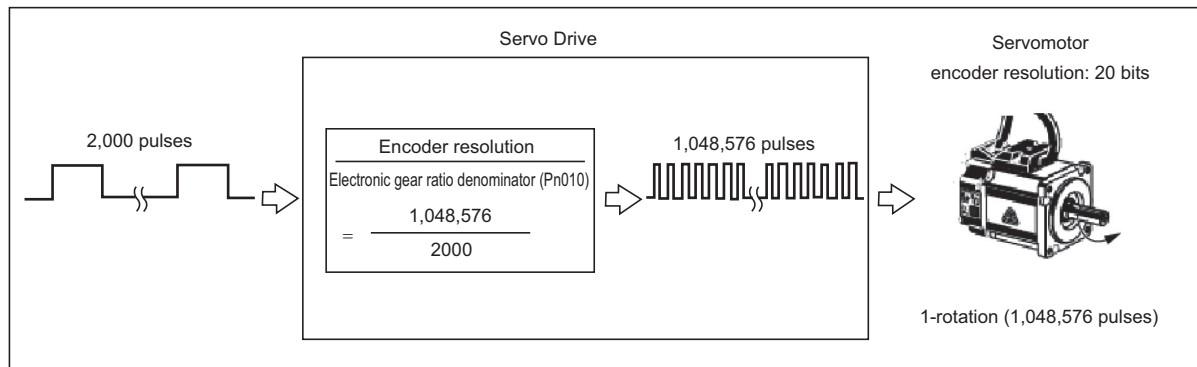 Servo Drive
Servomotor
encoder resolution: 20 bits
2,000 pulses
Encoder resolution
Electronic gear ratio denominator (Pn010)
=
1,048,576
2000
1,048,576 pulses
1-rotation (1,048,576 pulses)